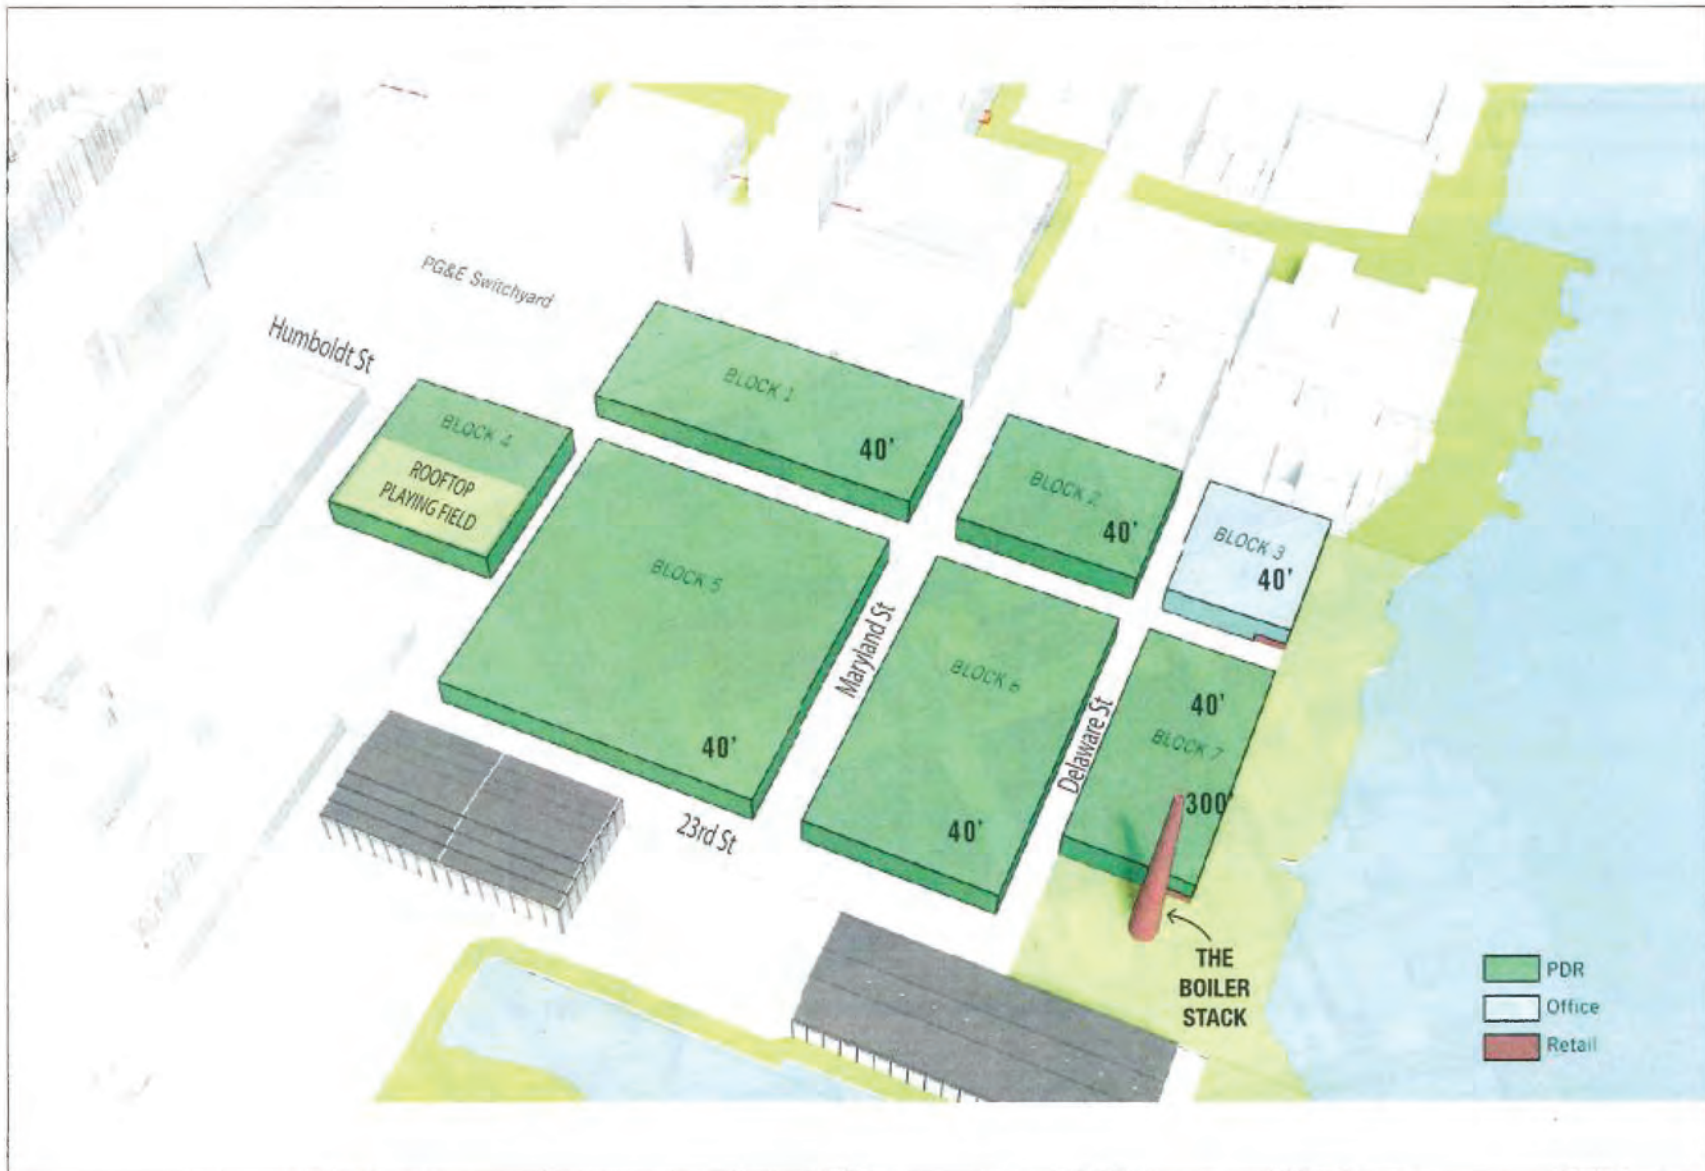 PG&E Switchyard
Humboldt St
BLOCK 1
40'
BLOCK 4
ROOFTOP
PLAYING FIELD
BLOCK 2
40'
BLOCK 3
40'
BLOCK 5
40'
Maryland St
BLOCK 6
40'
Delaware St
40'
BLOCK 7
300'
23rd St
THE
BOILER
STACK
PDR
Office
Retail